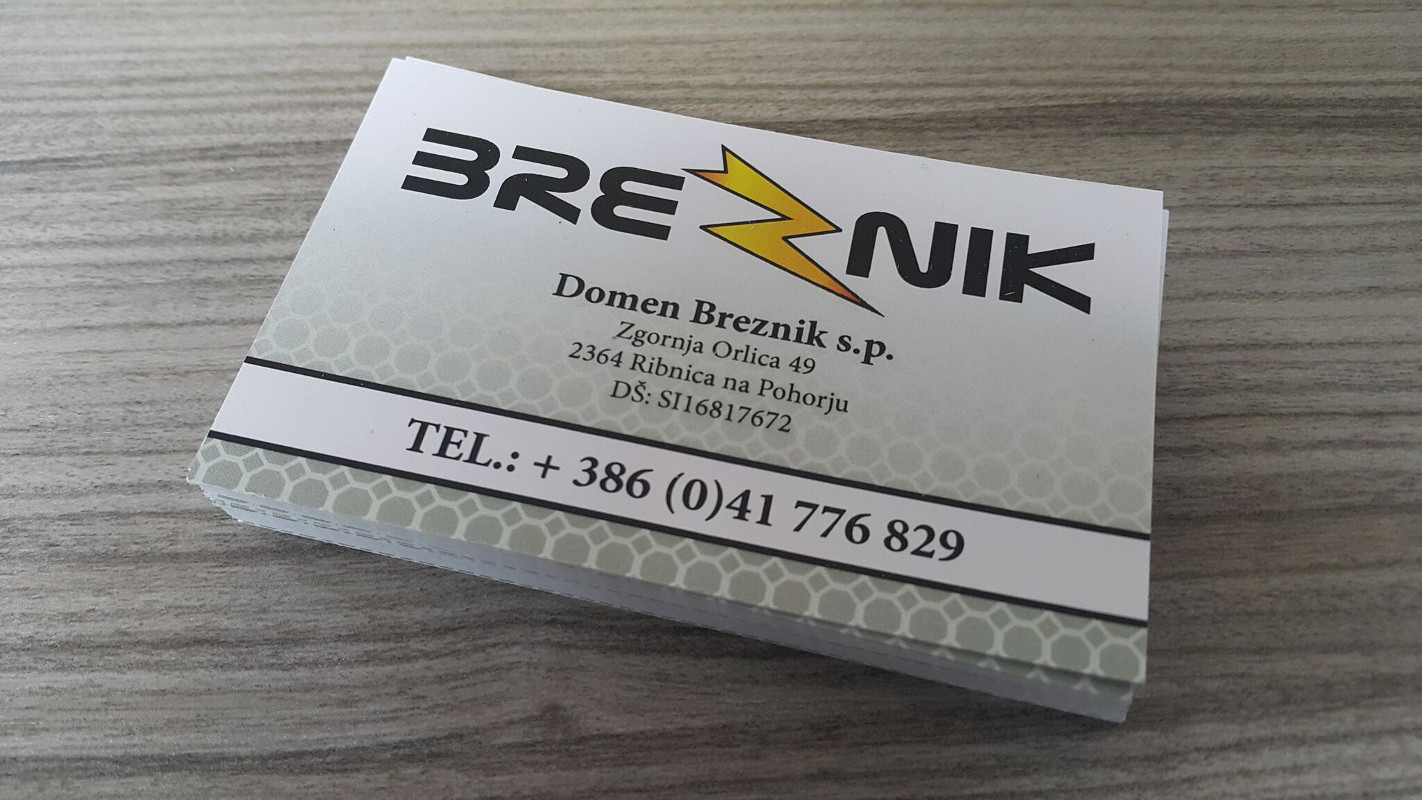 BREZNIK
Domen Breznik s.p.
Zgornja Orlica 49
2364 Ribnica na Pohorju
DŠ: SI16817672
TEL.: + 386 (0)41 776 829